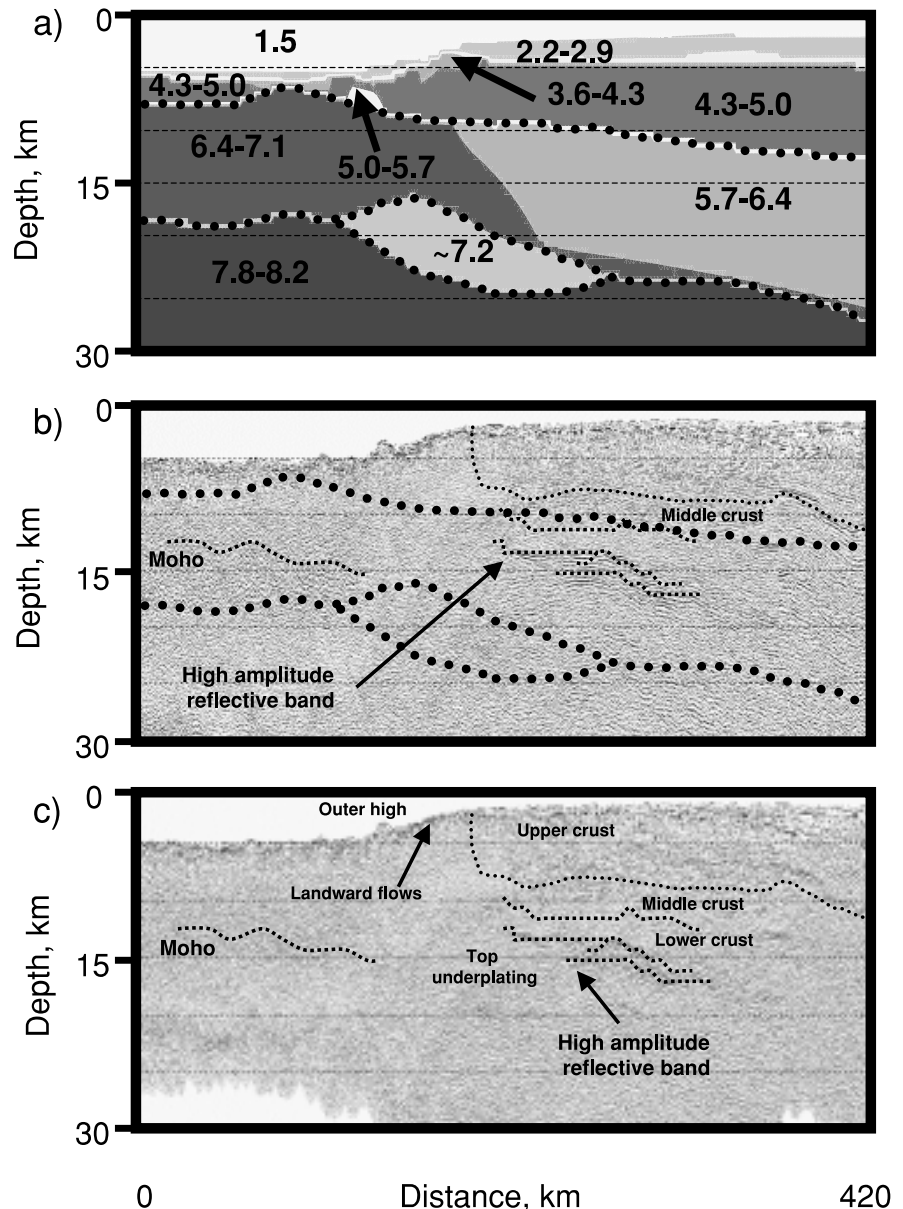 a)
0
15
30
Depth, km
1.5
2.2-2.9
4.3-5.0
3.6-4.3
4.3-5.0
6.4-7.1
5.0-5.7
5.7-6.4
~7.2
7.8-8.2
b)
0
15
30
Depth, km
Middle crust
Moho
High amplitude
reflective band
c)
0
15
30
Depth, km
Outer high
Upper crust
Landward flows
Middle crust
Lower crust
Moho
Top
underplating
High amplitude
reflective band
0
Distance, km
420